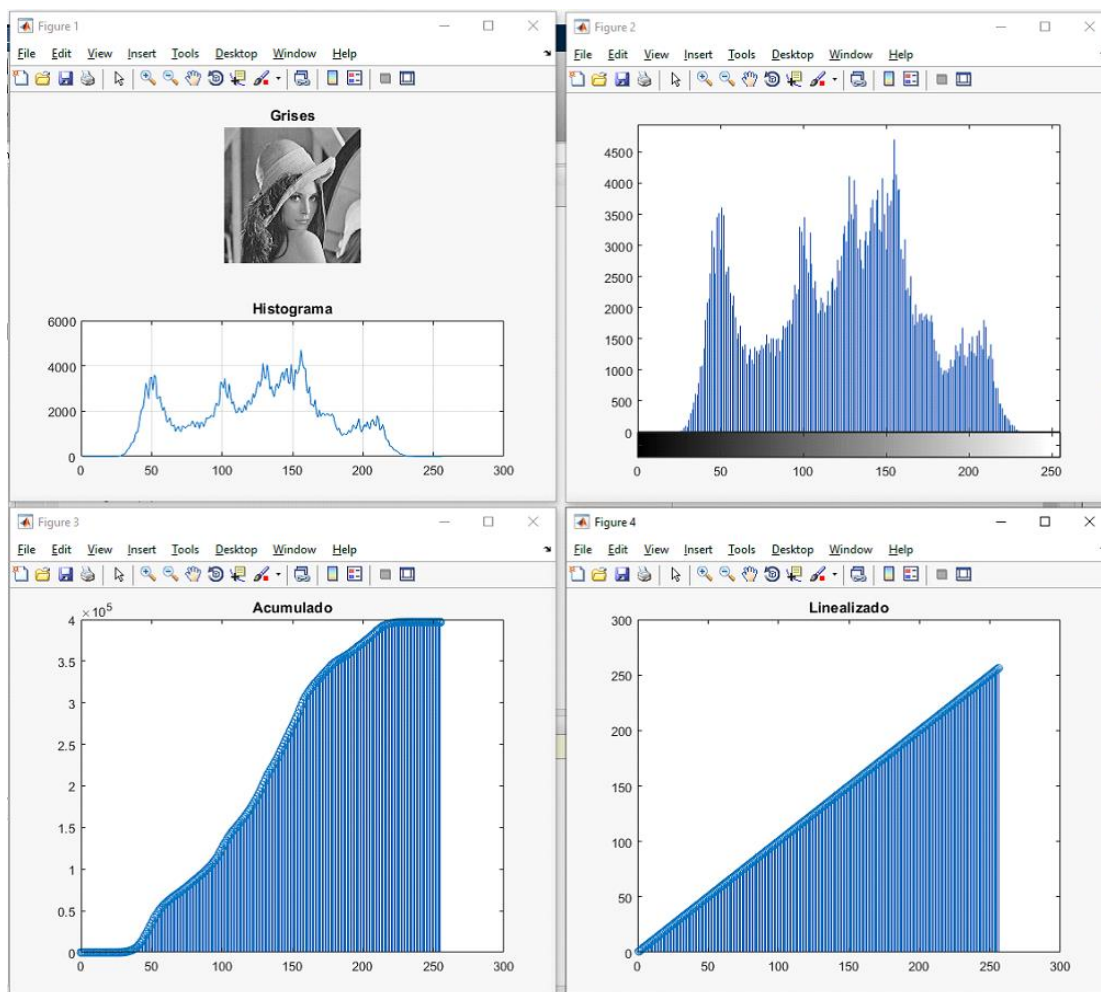 Figure 1
File Edit View Insert Tools Desktop Window Help
Grises
Histograma
6000
4000
2000
0
0 50 100 150 200 250 300
Figure 2
File Edit View Insert Tools Desktop Window Help
4500
4000
3500
3000
2500
2000
1500
1000
500
0
0 50 100 150 200 250
Figure 3
File Edit View Insert Tools Desktop Window Help
Acumulado
×10⁵
4
3.5
3
2.5
2
1.5
1
0.5
0
0 50 100 150 200 250 300
Figure 4
File Edit View Insert Tools Desktop Window Help
Linealizado
300
250
200
150
100
50
0
0 50 100 150 200 250 300